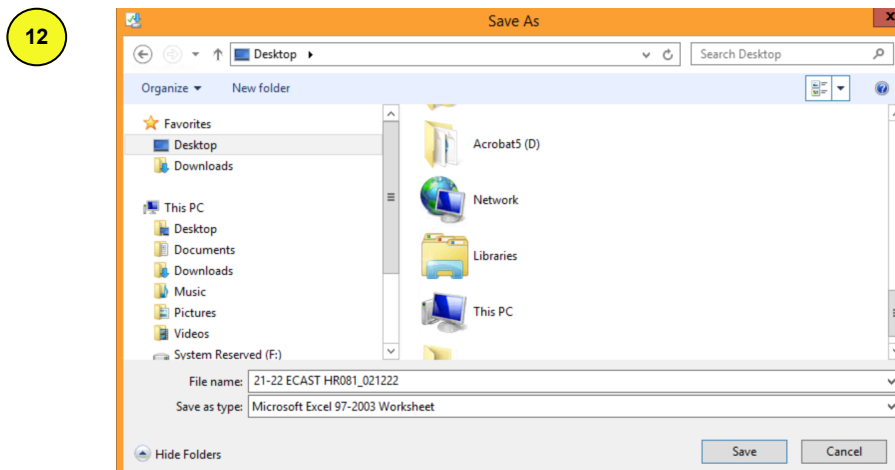 12
Save As
x
Desktop
Search Desktop
Organize
New folder
Favorites
Desktop
Downloads
This PC
Desktop
Documents
Downloads
Music
Pictures
Videos
System Reserved (F:)
Acrobat5 (D)
Network
Libraries
This PC
File name: 21-22 ECAST HR081_021222
Save as type: Microsoft Excel 97-2003 Worksheet
Hide Folders
Save
Cancel